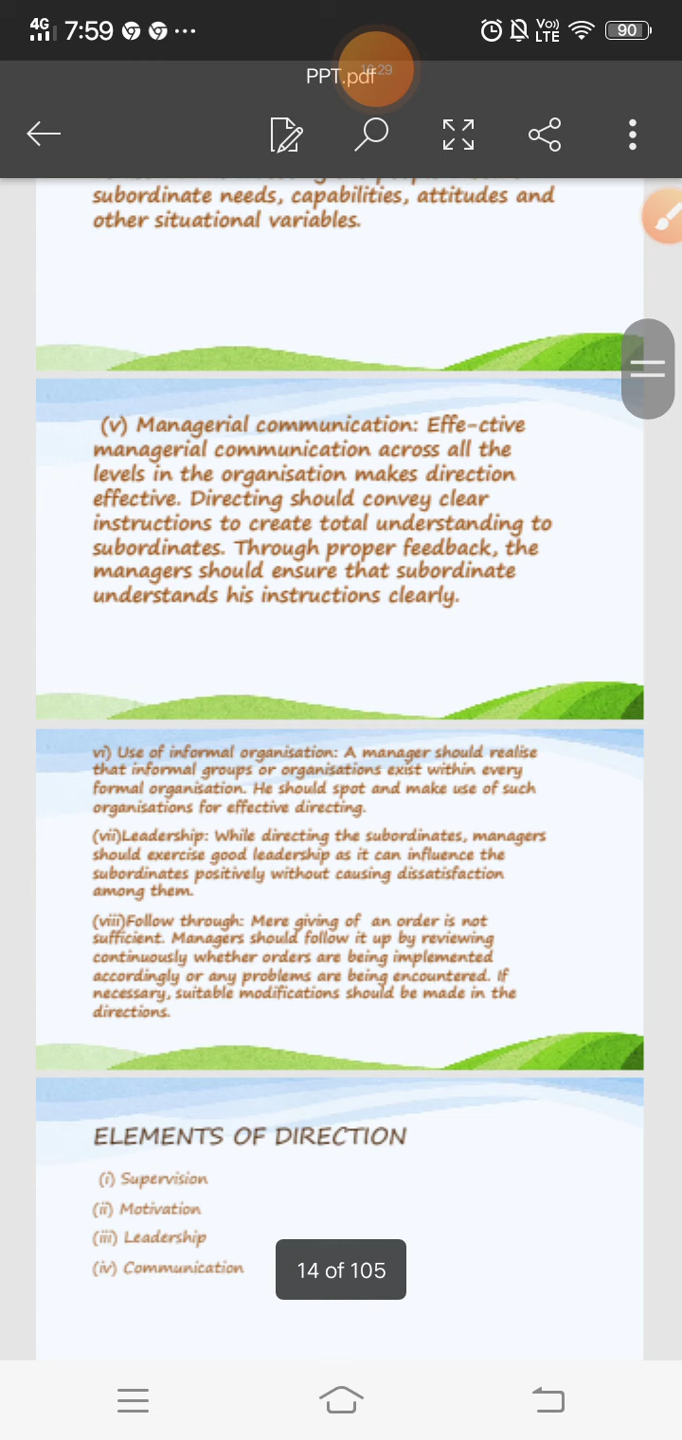 4G 7:59 ... Vo) LTE 90
PPT.pdf
subordinate needs, capabilities, attitudes and
other situational variables.
(v) Managerial communication: Effe-ctive
managerial communication across all the
levels in the organisation makes direction
effective. Directing should convey clear
instructions to create total understanding to
subordinates. Through proper feedback, the
managers should ensure that subordinate
understands his instructions clearly.
vi) Use of informal organisation: A manager should realise
that informal groups or organisations exist within every
formal organisation. He should spot and make use of such
organisations for effective directing.
(vii)Leadership: While directing the subordinates, managers
should exercise good leadership as it can influence the
subordinates positively without causing dissatisfaction
among them.
(viii)Follow through: Mere giving of an order is not
sufficient. Managers should follow it up by reviewing
continuously whether orders are being implemented
accordingly or any problems are being encountered. If
necessary, suitable modifications should be made in the
directions.
ELEMENTS OF DIRECTION
(i) Supervision
(ii) Motivation
(iii) Leadership
(iv) Communication
14 of 105